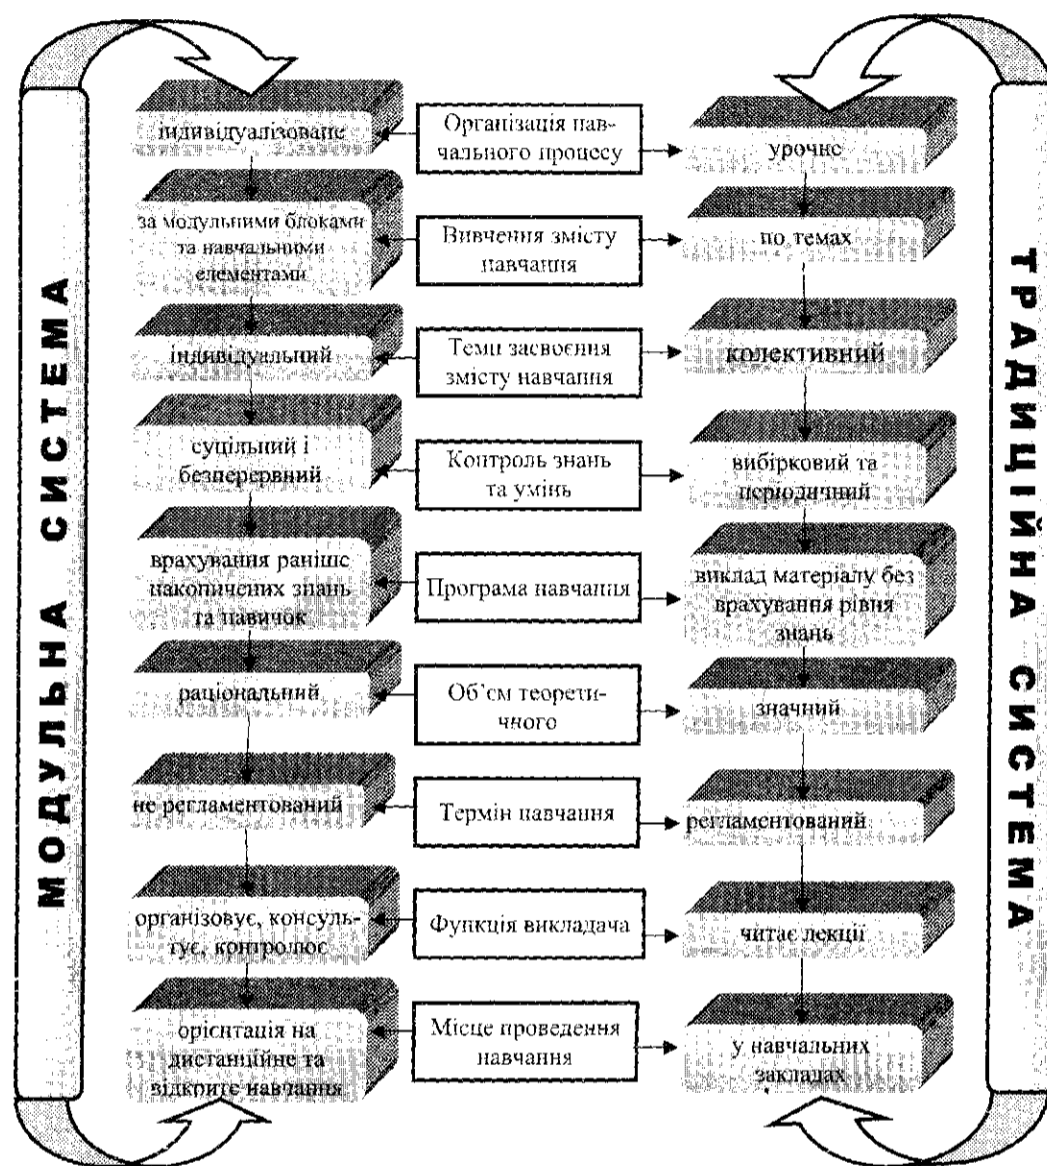 МОДУЛЬНА СИСТЕМА
індивідуалізоване
Організація нав-
чального процесу
урочне
за модульними блоками
та навчальними
елементами
Вивчення змісту
навчання
по темах
індивідуальний
Темп засвоєння
змісту навчання
колективний
суцільний і
безперервний
Контроль знань
та умінь
вибірковий та
періодичний
врахування раніше
накопичених знань
та навичок
Програма навчання
виклад матеріалу без
врахування рівня
знань
раціональний
Об’єм теорети-
чного
значний
не регламентований
Термін навчання
регламентований
організовує, консуль-
тує, контролює
Функція викладача
читає лекції
орієнтація на
дистанційне та
відкрите навчання
Місце проведення
навчання
у навчальних
закладах
ТРАДИЦІЙНА СИСТЕМА